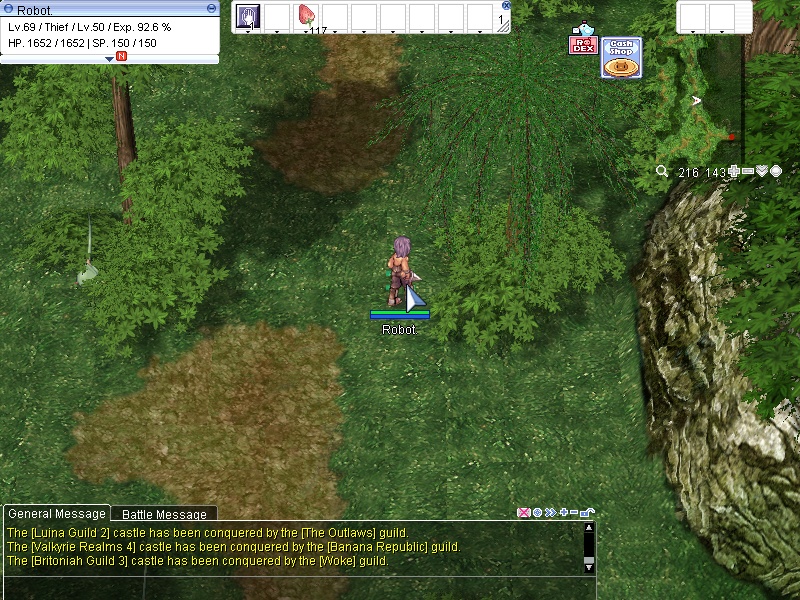 Robot
Lv.69 / Thief / Lv.50 / Exp. 92.6 %
HP. 1652 / 1652 | SP. 150 / 150
N
1
117
1
RODEX
Cash Shop
216 143
Robot
General Message
Battle Message
The [Luina Guild 2] castle has been conquered by the [The Outlaws] guild.
The [Valkyrie Realms 4] castle has been conquered by the [Banana Republic] guild.
The [Britoniah Guild 3] castle has been conquered by the [Woke] guild.